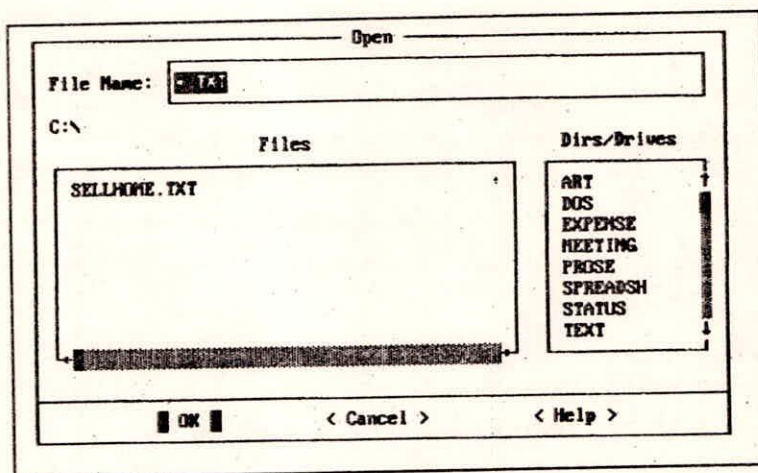 Open
File Name: *.TXT
C:\
Files
SELLHOME.TXT
Dirs/Drives
ART
DOS
EXPENSE
MEETING
PROSE
SPREADSH
STATUS
TEXT
OK < Cancel > < Help >